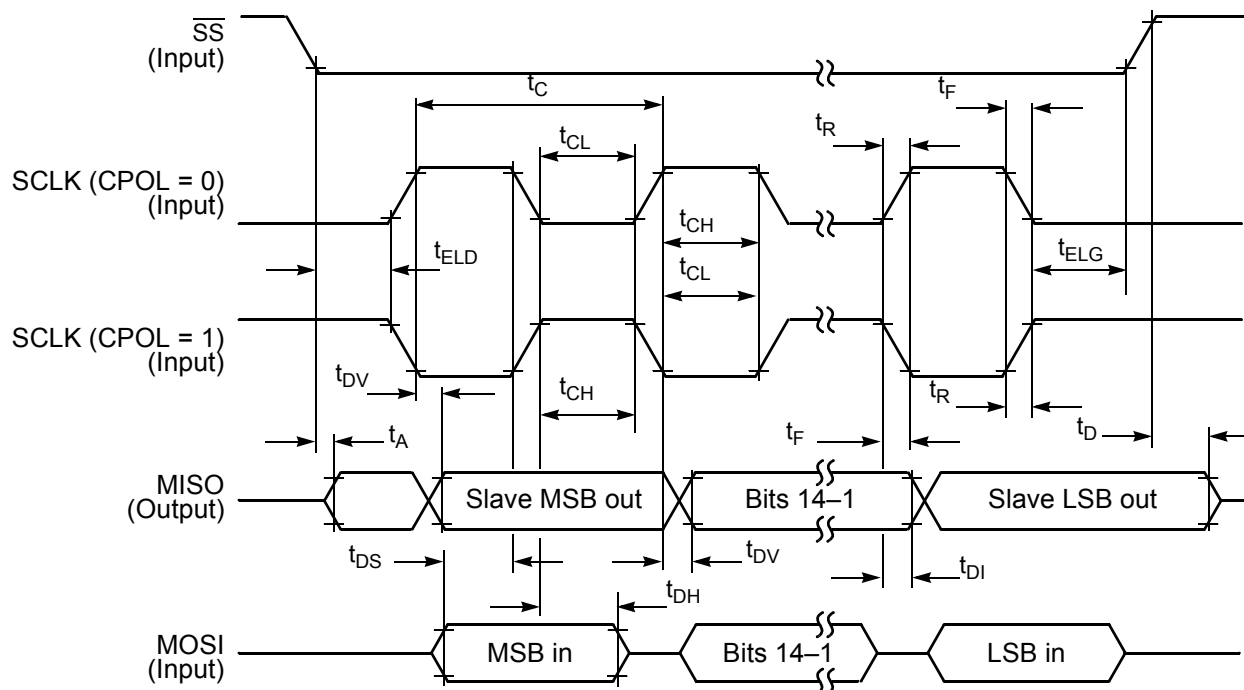 SS
(Input)
tC
tF
tR
tCL
SCLK (CPOL = 0)
(Input)
tCH
tELD
tELG
tCL
SCLK (CPOL = 1)
(Input)
tDV
tCH
tR
tA
tF
tD
MISO
(Output)
Slave MSB out
Bits 14–1
Slave LSB out
tDS
tDV
tDI
tDH
MOSI
(Input)
MSB in
Bits 14–1
LSB in